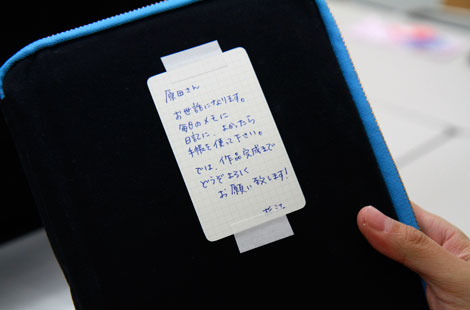 原田さん
お世話になります。
毎日のメモに
日記に、よかったら
手帳を使って下さい。
では、作品完成まで
どうぞよろしく
お願い致します!